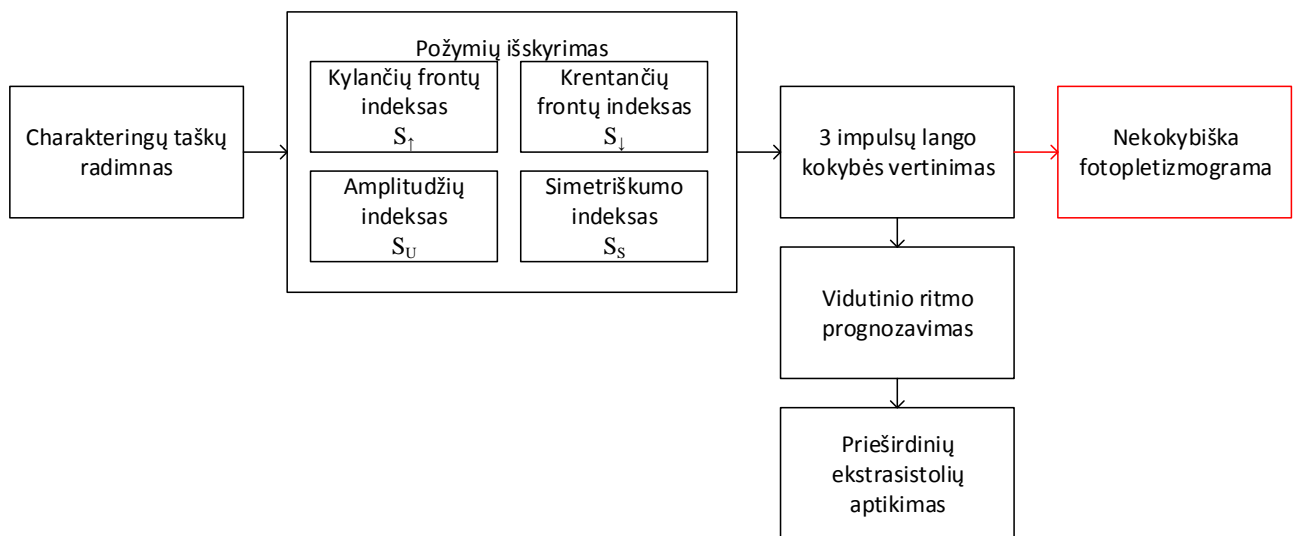 Charakteringų taškų
radimnas
Požymių išskyrimas
Kylančių frontų
indeksas
S↑
Krentančių
frontų indeksas
S↓
Amplitudžių
indeksas
SU
Simetriškumo
indeksas
SS
3 impulsų lango
kokybės vertinimas
Nekokybiška
fotopletizmograma
Vidutinio ritmo
prognozavimas
Prieširdinių
ekstrasistolių
aptikimas